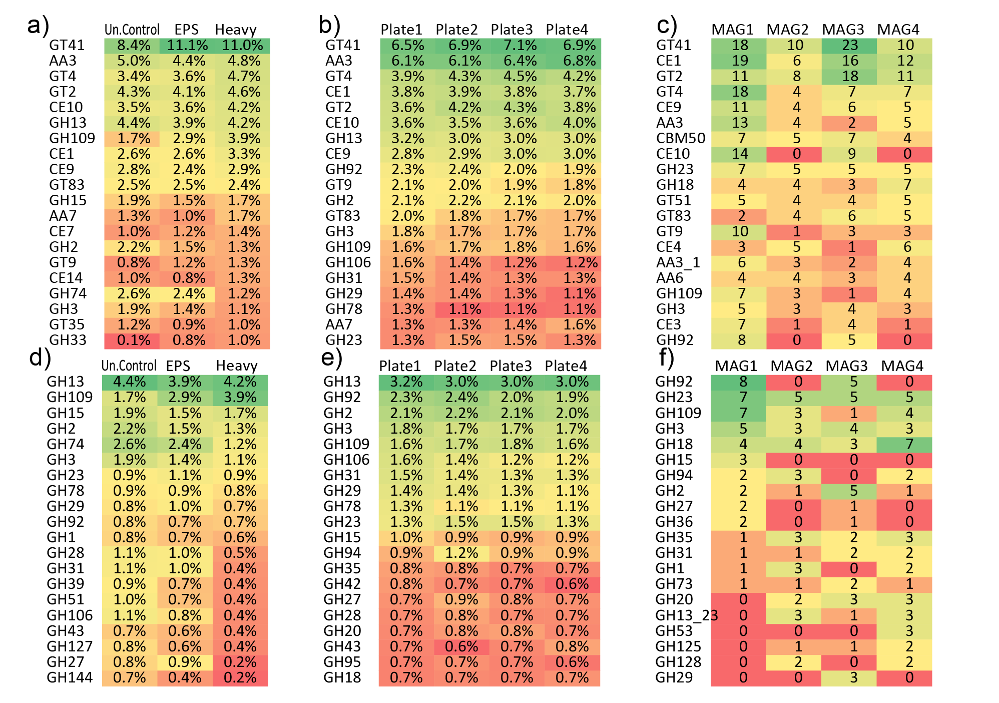 a) Un.Control EPS Heavy
GT41 8.4% 11.1% 11.0%
AA3 5.0% 4.4% 4.8%
GT4 3.4% 3.6% 4.7%
GT2 4.3% 4.1% 4.6%
CE10 3.5% 3.6% 4.2%
GH13 4.4% 3.9% 4.2%
GH109 1.7% 2.9% 3.9%
CE1 2.6% 2.6% 3.3%
CE9 2.8% 2.4% 2.9%
GT83 2.5% 2.5% 2.4%
GH15 1.9% 1.5% 1.7%
AA7 1.3% 1.0% 1.7%
CE7 1.0% 1.2% 1.4%
GH2 2.2% 1.5% 1.3%
GT9 0.8% 1.2% 1.3%
CE14 1.0% 0.8% 1.3%
GH74 2.6% 2.4% 1.2%
GH3 1.9% 1.4% 1.1%
GT35 1.2% 0.9% 1.0%
GH33 0.1% 0.8% 1.0%
b) Plate1 Plate2 Plate3 Plate4
GT41 6.5% 6.9% 7.1% 6.9%
AA3 6.1% 6.1% 6.4% 6.8%
GT4 3.9% 4.3% 4.5% 4.2%
CE1 3.8% 3.9% 3.8% 3.7%
GT2 3.6% 4.2% 4.3% 3.8%
CE10 3.6% 3.5% 3.6% 4.0%
GH13 3.2% 3.0% 3.0% 3.0%
CE9 2.8% 2.9% 3.0% 3.0%
GH92 2.3% 2.4% 2.0% 1.9%
GT9 2.1% 2.0% 1.9% 1.8%
GH2 2.1% 2.2% 2.1% 2.0%
GT83 2.0% 1.8% 1.7% 1.7%
GH3 1.8% 1.7% 1.7% 1.7%
GH109 1.6% 1.7% 1.8% 1.6%
GH106 1.6% 1.4% 1.2% 1.2%
GH31 1.5% 1.4% 1.3% 1.3%
GH29 1.4% 1.4% 1.3% 1.1%
GH78 1.3% 1.1% 1.1% 1.1%
AA7 1.3% 1.3% 1.4% 1.6%
GH23 1.3% 1.5% 1.5% 1.3%
c) MAG1 MAG2 MAG3 MAG4
GT41 18 10 23 10
CE1 19 6 16 12
GT2 11 8 18 11
GT4 18 4 7 7
CE9 11 4 6 5
AA3 13 4 2 5
CBM50 7 5 7 4
CE10 14 0 9 0
GH23 7 5 5 5
GH18 4 4 3 7
GT51 5 4 4 5
GT83 2 4 6 5
GT9 10 1 3 3
CE4 3 5 1 6
AA3_1 6 3 2 4
AA6 4 4 3 4
GH109 7 3 1 4
GH3 5 3 4 3
CE3 7 1 4 1
GH92 8 0 5 0
d) Un.Control EPS Heavy
GH13 4.4% 3.9% 4.2%
GH109 1.7% 2.9% 3.9%
GH15 1.9% 1.5% 1.7%
GH2 2.2% 1.5% 1.3%
GH74 2.6% 2.4% 1.2%
GH3 1.9% 1.4% 1.1%
GH23 0.9% 1.1% 0.9%
GH78 0.9% 0.9% 0.8%
GH29 0.8% 1.0% 0.7%
GH92 0.8% 0.7% 0.7%
GH1 0.8% 0.7% 0.6%
GH28 1.1% 1.0% 0.5%
GH31 1.1% 1.0% 0.4%
GH39 0.9% 0.7% 0.4%
GH51 1.0% 0.7% 0.4%
GH106 1.1% 0.8% 0.4%
GH43 0.7% 0.6% 0.4%
GH127 0.8% 0.6% 0.4%
GH27 0.8% 0.9% 0.2%
GH144 0.7% 0.4% 0.2%
e) Plate1 Plate2 Plate3 Plate4
GH13 3.2% 3.0% 3.0% 3.0%
GH92 2.3% 2.4% 2.0% 1.9%
GH2 2.1% 2.2% 2.1% 2.0%
GH3 1.8% 1.7% 1.7% 1.7%
GH109 1.6% 1.7% 1.8% 1.6%
GH106 1.6% 1.4% 1.2% 1.2%
GH31 1.5% 1.4% 1.3% 1.3%
GH29 1.4% 1.4% 1.3% 1.1%
GH78 1.3% 1.1% 1.1% 1.1%
GH23 1.3% 1.5% 1.5% 1.3%
GH15 1.0% 0.9% 0.9% 0.9%
GH94 0.9% 1.2% 0.9% 0.9%
GH35 0.8% 0.8% 0.7% 0.7%
GH42 0.8% 0.7% 0.7% 0.6%
GH27 0.7% 0.9% 0.8% 0.7%
GH28 0.7% 0.8% 0.7% 0.7%
GH20 0.7% 0.8% 0.8% 0.7%
GH43 0.7% 0.6% 0.7% 0.8%
GH95 0.7% 0.7% 0.7% 0.6%
GH18 0.7% 0.7% 0.7% 0.7%
f) MAG1 MAG2 MAG3 MAG4
GH92 8 0 5 0
GH23 7 5 5 5
GH109 7 3 1 4
GH3 5 3 4 3
GH18 4 4 3 7
GH15 3 0 0 0
GH94 2 3 0 2
GH2 2 1 5 1
GH27 2 0 1 0
GH36 2 0 1 0
GH35 1 3 2 3
GH31 1 1 2 2
GH1 1 3 0 2
GH73 1 1 2 1
GH20 0 2 3 3
GH13_23 0 3 1 3
GH53 0 0 0 3
GH125 0 1 1 2
GH128 0 2 0 2
GH29 0 0 3 0